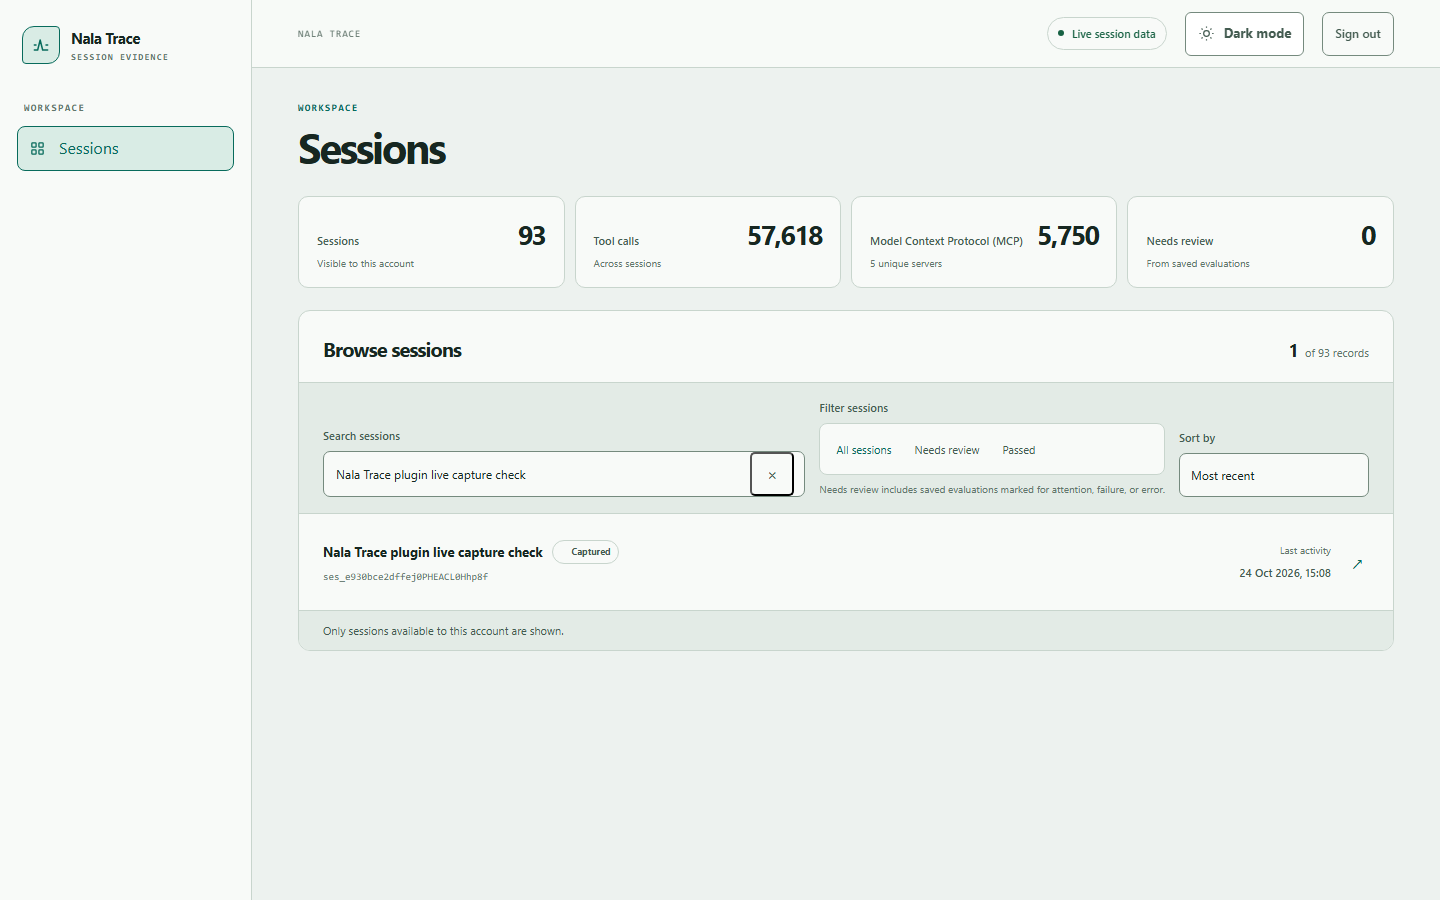 Nala Trace
SESSION EVIDENCE
WORKSPACE
Sessions
NALA TRACE
Live session data
Dark mode
Sign out
WORKSPACE
Sessions
Sessions 93
Visible to this account
Tool calls 57,618
Across sessions
Model Context Protocol (MCP) 5,750
5 unique servers
Needs review 0
From saved evaluations
Browse sessions
1 of 93 records
Search sessions
Nala Trace plugin live capture check ×
Filter sessions
All sessions Needs review Passed
Needs review includes saved evaluations marked for attention, failure, or error.
Sort by
Most recent
Nala Trace plugin live capture check Captured
ses_e930bce2dffej0PHEACL0Hhp8f
Last activity
24 Oct 2026, 15:08
Only sessions available to this account are shown.